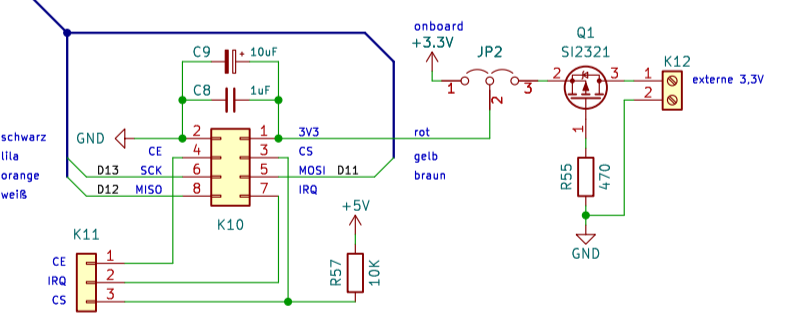 onboard
+3.3V
Q1
SI2321
C9
+
10uF
JP2
K12
2
3
1
externe 3,3V
1
3
2
2
C8
1uF
schwarz
GND
2
1
3V3
rot
1
lila
CE
4
3
CS
gelb
orange
D13
SCK
6
5
MOSI
D11
braun
R55
470
weiß
D12
MISO
8
7
IRQ
K10
+5V
K11
GND
CE
1
R57
10K
IRQ
2
CS
3